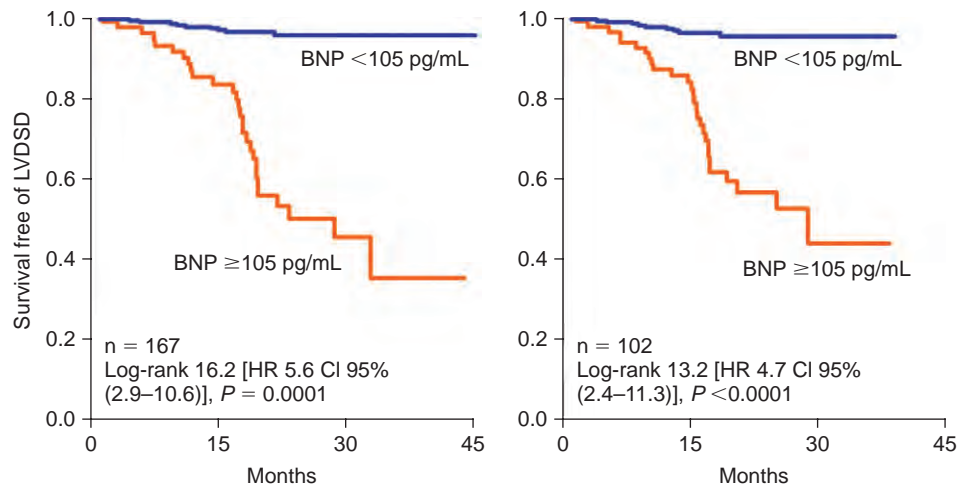 Survival free of LVDSD
1.0
0.8
0.6
0.4
0.2
0.0
BNP <105 pg/mL
BNP ≥105 pg/mL
n = 167
Log-rank 16.2 [HR 5.6 CI 95%
(2.9–10.6)], P = 0.0001
0 15 30 45
Months
1.0
0.8
0.6
0.4
0.2
0.0
BNP <105 pg/mL
BNP ≥105 pg/mL
n = 102
Log-rank 13.2 [HR 4.7 CI 95%
(2.4–11.3)], P <0.0001
0 15 30 45
Months